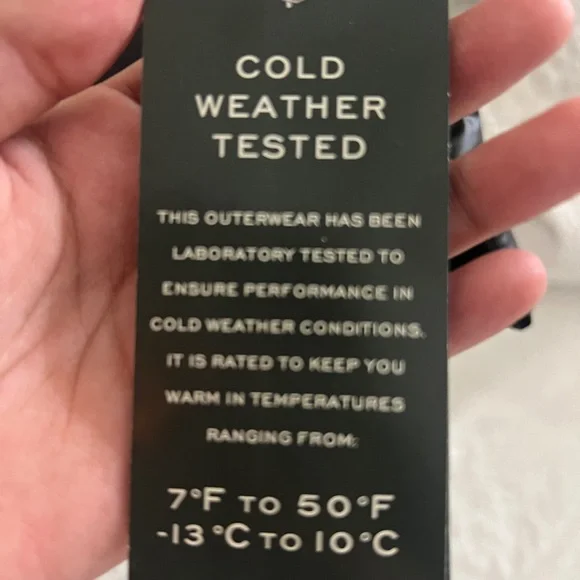 COLD
WEATHER
TESTED
THIS OUTERWEAR HAS BEEN
LABORATORY TESTED TO
ENSURE PERFORMANCE IN
COLD WEATHER CONDITIONS.
IT IS RATED TO KEEP YOU
WARM IN TEMPERATURES
RANGING FROM:
7°F TO 50°F
-13°C TO 10°C